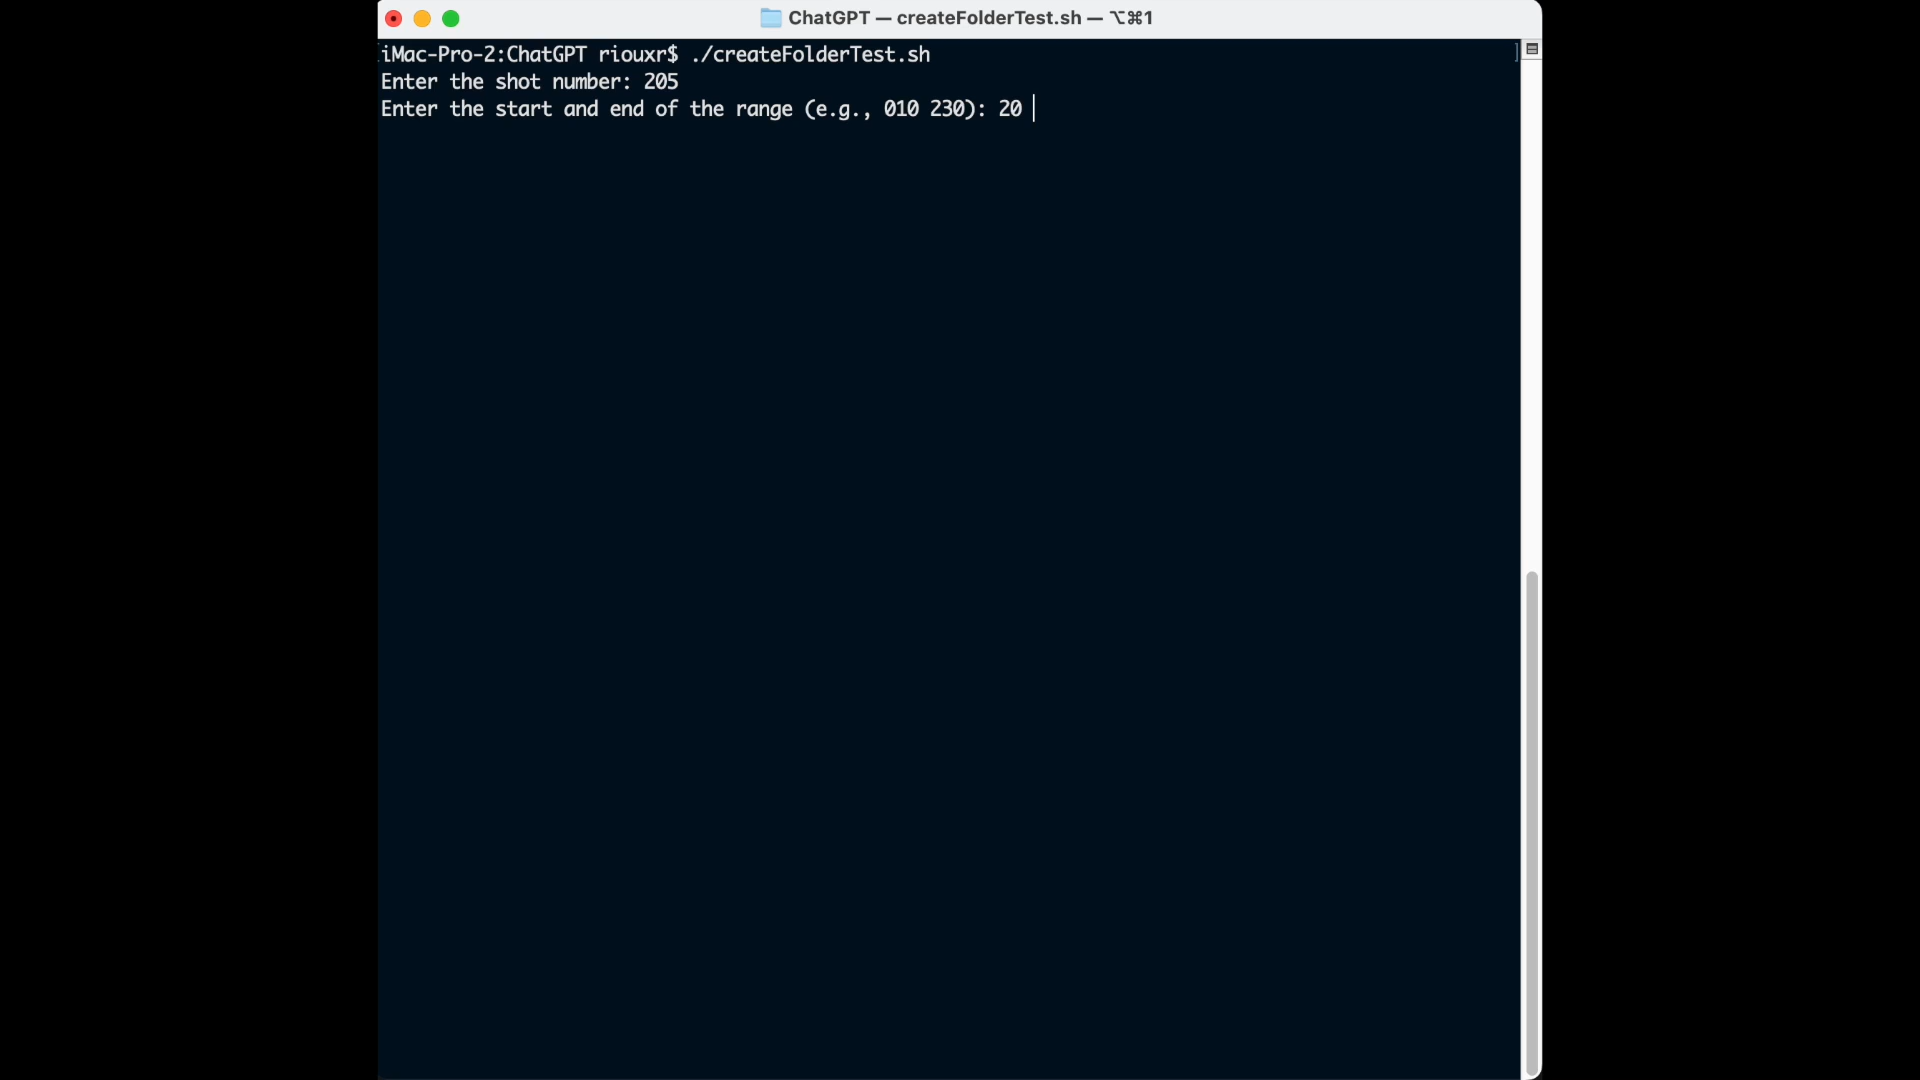 ChatGPT — createFolderTest.sh — ⌥⌘1
iMac-Pro-2:ChatGPT riouxr$ ./createFolderTest.sh
Enter the shot number: 205
Enter the start and end of the range (e.g., 010 230): 20